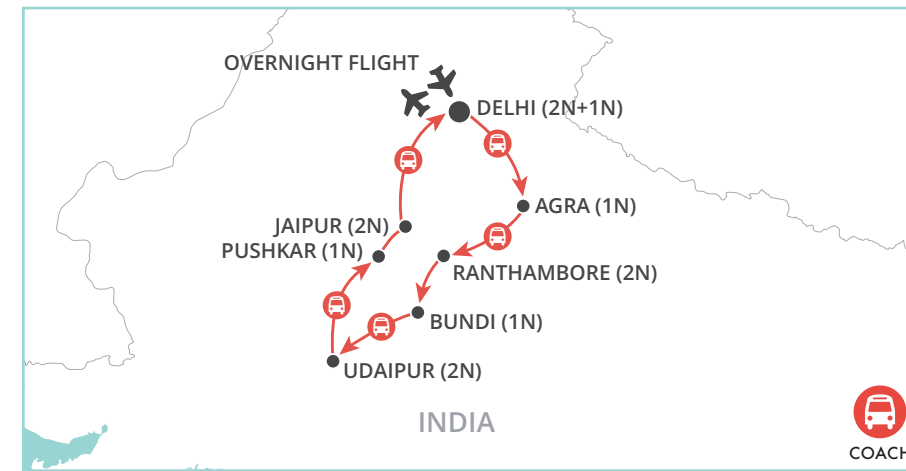 OVERNIGHT FLIGHT
DELHI (2N+1N)
AGRA (1N)
JAIPUR (2N)
PUSHKAR (1N)
RANTHAMBORE (2N)
BUNDI (1N)
UDAIPUR (2N)
INDIA
COACH